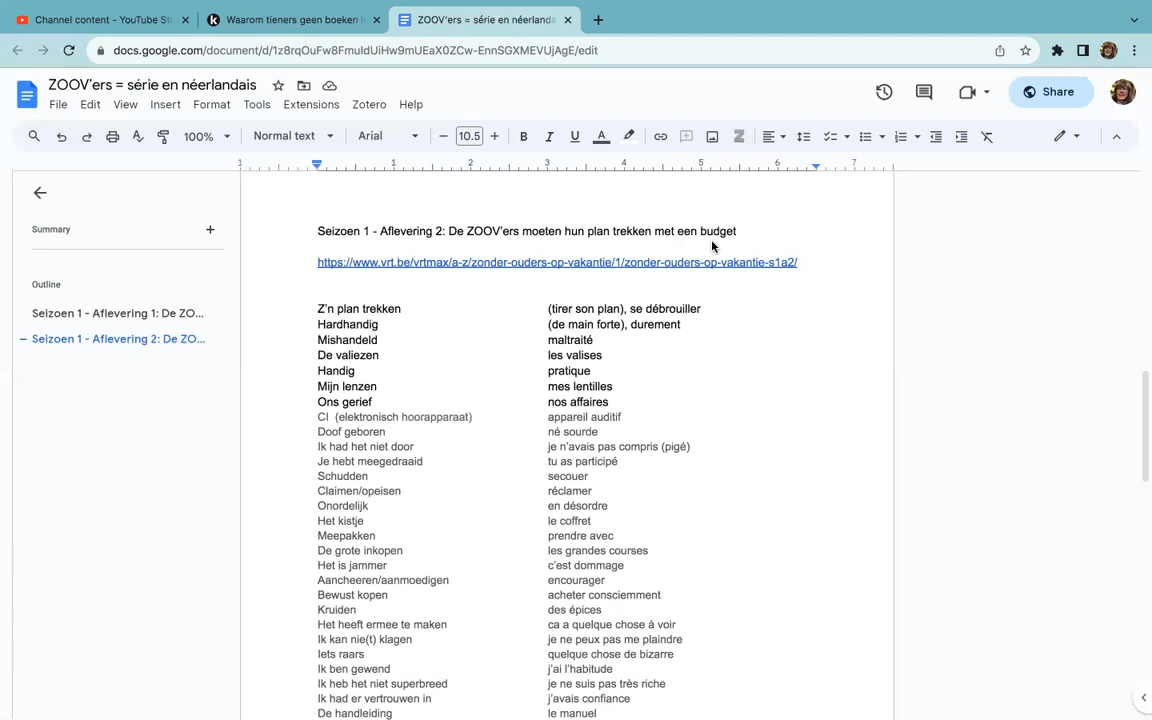 Channel content - YouTube St
Waarom tieners geen boeken l
ZOOV'ers = série en néerlanda
docs.google.com/document/d/1z8rqOuFw8FmuldUiHw9mUEaX0ZCw-EnnSGXMEVUjAgE/edit
ZOOV'ers = série en néerlandais
File Edit View Insert Format Tools Extensions Zotero Help
Share
100% Normal text Arial 10.5 B I U A
1 1 2 3 4 5 6 7
Summary
Outline
Seizoen 1 - Aflevering 1: De ZO...
Seizoen 1 - Aflevering 2: De ZO...
Seizoen 1 - Aflevering 2: De ZOOV'ers moeten hun plan trekken met een budget
https://www.vrt.be/vrtmax/a-z/zonder-ouders-op-vakantie/1/zonder-ouders-op-vakantie-s1a2/
Z'n plan trekken (tirer son plan), se débrouiller
Hardhandig (de main forte), durement
Mishandeld maltraité
De valiezen les valises
Handig pratique
Mijn lenzen mes lentilles
Ons gerief nos affaires
CI (elektronisch hoorapparaat) appareil auditif
Doof geboren né sourde
Ik had het niet door je n'avais pas compris (pigé)
Je hebt meegedraaid tu as participé
Schudden secouer
Claimen/opeisen réclamer
Onordelijk en désordre
Het kistje le coffret
Meepakken prendre avec
De grote inkopen les grandes courses
Het is jammer c'est dommage
Aancheeren/aanmoedigen encourager
Bewust kopen acheter consciemment
Kruiden des épices
Het heeft ermee te maken ca a quelque chose à voir
Ik kan nie(t) klagen je ne peux pas me plaindre
Iets raars quelque chose de bizarre
Ik ben gewend j'ai l'habitude
Ik heb het niet superbreed je ne suis pas très riche
Ik had er vertrouwen in j'avais confiance
De handleiding le manuel